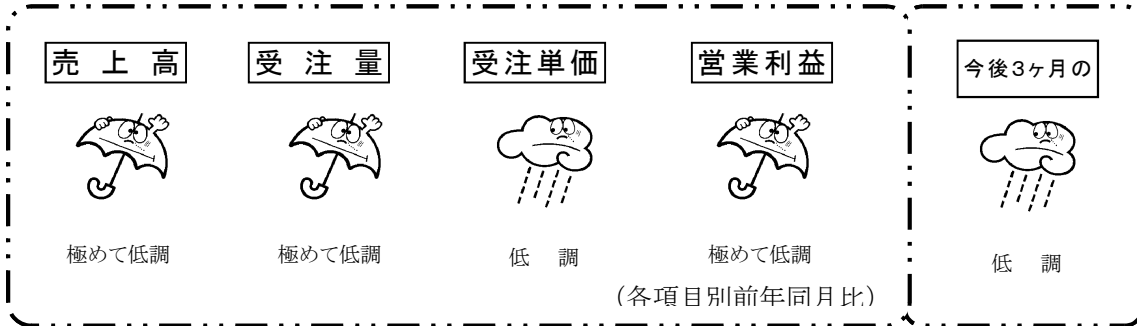 売上高 受注量 受注単価 営業利益 今後3ヶ月の
極めて低調 極めて低調 低調 極めて低調 低調
(各項目別前年同月比)